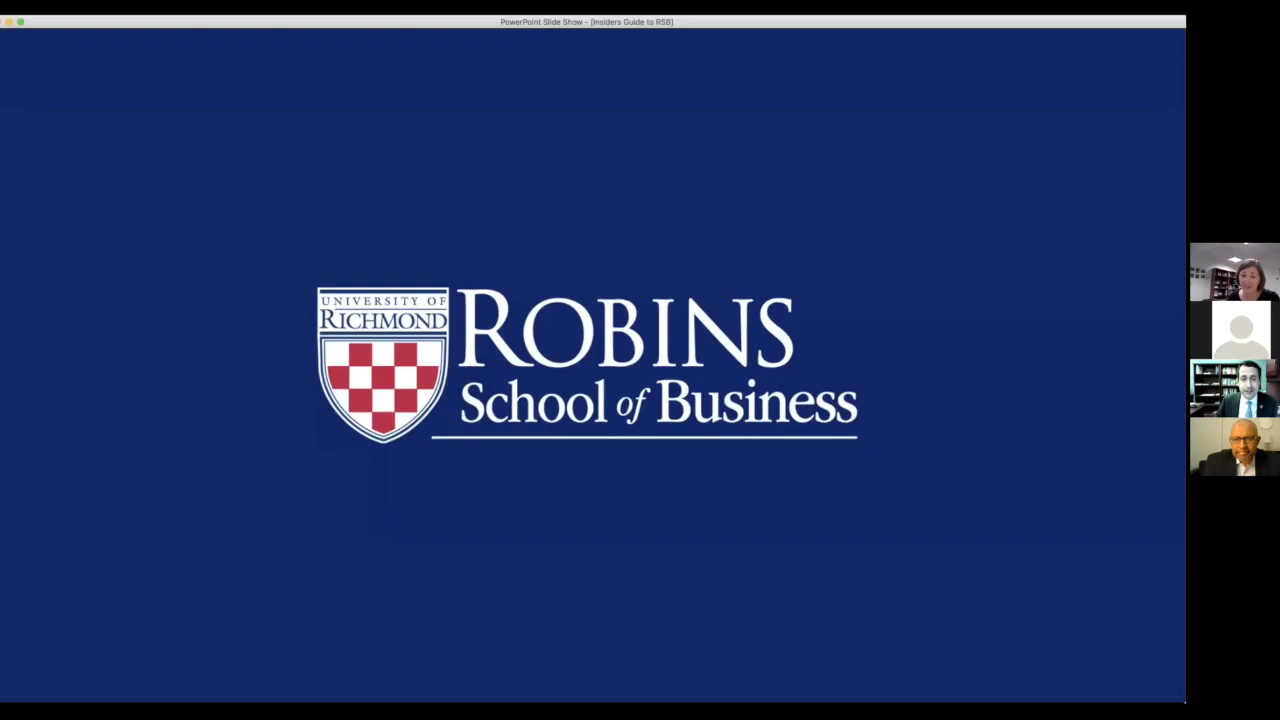 PowerPoint Slide Show - [Insiders Guide to RSB]
UNIVERSITY OF
RICHMOND
ROBINS
School of Business